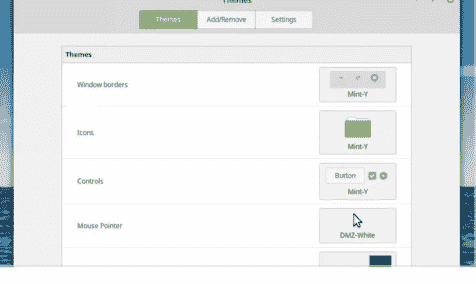 Themes
Themes
Add/Remove
Settings
Themes
Window borders
Mint-Y
Icons
Mint-Y
Controls
Button
Mint-Y
Mouse Pointer
DMZ-White